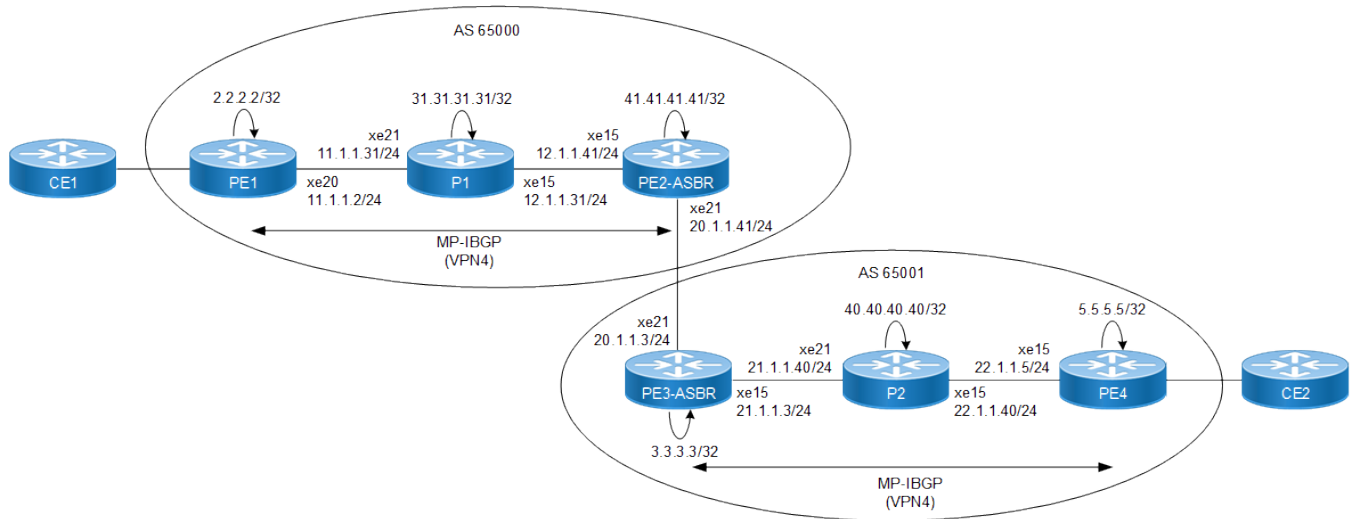 AS 65000
2.2.2.2/32
31.31.31.31/32
41.41.41.41/32
xe21
11.1.1.31/24
xe15
12.1.1.41/24
CE1
PE1
P1
PE2-ASBR
xe20
11.1.1.2/24
xe15
12.1.1.31/24
xe21
20.1.1.41/24
MP-IBGP
(VPN4)
AS 65001
40.40.40.40/32
5.5.5.5/32
xe21
20.1.1.3/24
xe21
21.1.1.40/24
xe15
22.1.1.5/24
PE3-ASBR
P2
PE4
CE2
xe15
21.1.1.3/24
xe15
22.1.1.40/24
3.3.3.3/32
MP-IBGP
(VPN4)